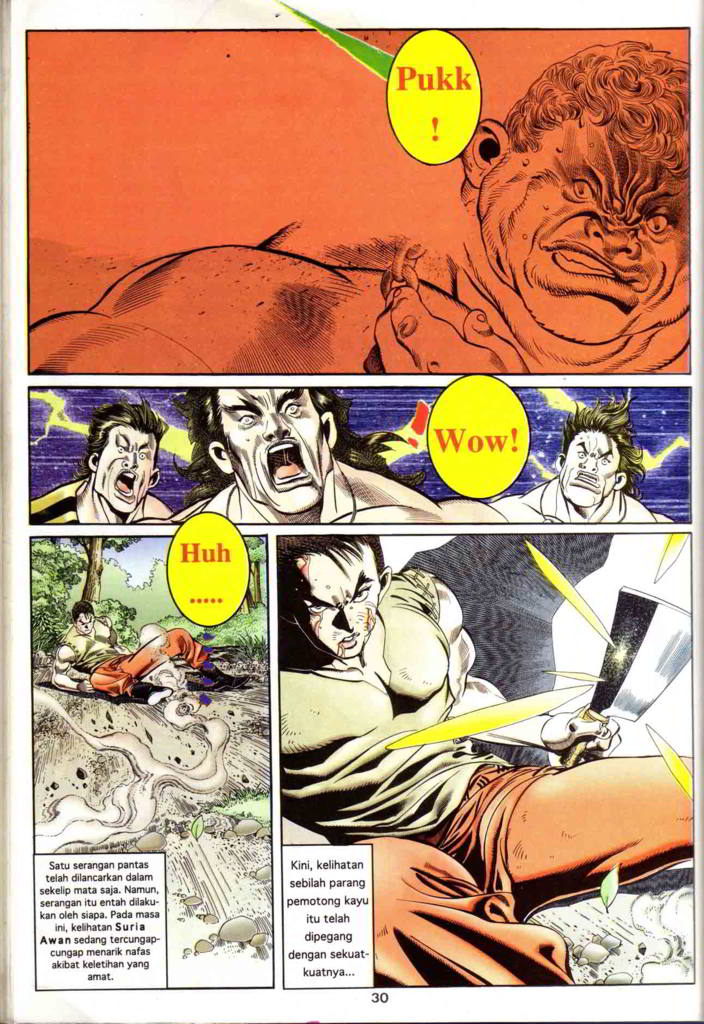 Pukk
!
Wow!
Huh
.....
Satu serangan pantas
telah dilancarkan dalam
sekelip mata saja. Namun,
serangan itu entah dilaku-
kan oleh siapa. Pada masa
ini, kelihatan Suria
Awan sedang tercungap-
cungap menarik nafas
akibat keletihan yang
amat.
Kini, kelihatan
sebilah parang
pemotong kayu
itu telah
dipegang
dengan sekuat-
kuatnya...
30